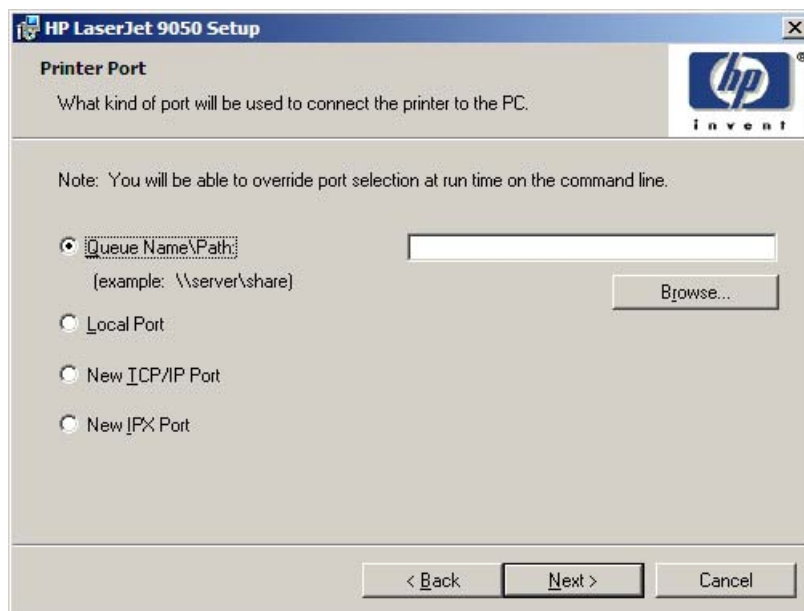 HP LaserJet 9050 Setup
Printer Port
What kind of port will be used to connect the printer to the PC.
hp
®
invent
Note: You will be able to override port selection at run time on the command line.
Queue Name\Path:
(example: \\server\share)
Browse...
Local Port
New TCP/IP Port
New IPX Port
< Back
Next >
Cancel